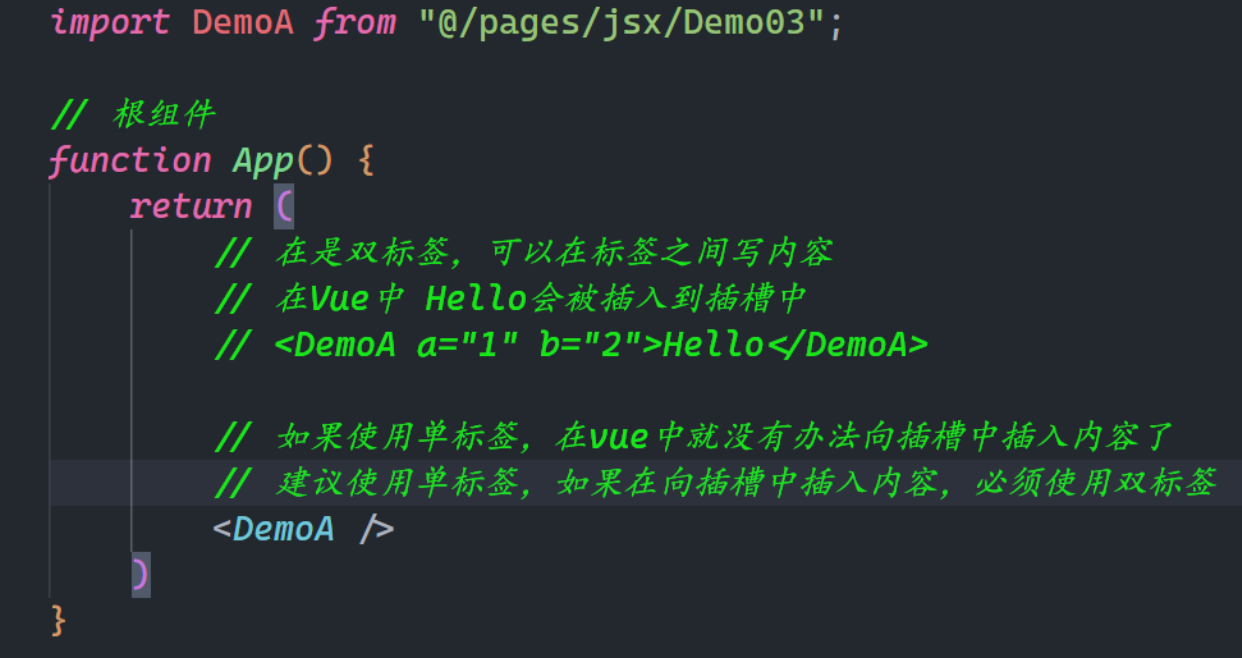 import DemoA from "@/pages/jsx/Demo03";
// 根组件
function App() {
return (
// 在是双标签，可以在标签之间写内容
// 在Vue中 Hello会被插入到插槽中
// <DemoA a="1" b="2">Hello</DemoA>
// 如果使用单标签，在vue中就没有办法向插槽中插入内容了
// 建议使用单标签，如果在向插槽中插入内容，必须使用双标签
<DemoA />
)
}